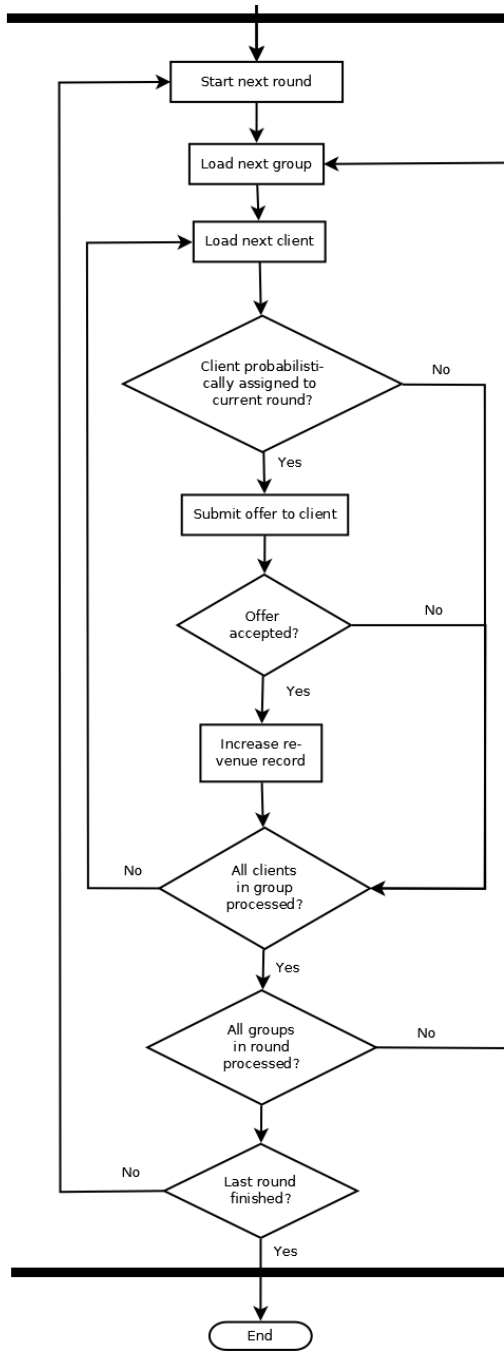 Start next round
Load next group
Load next client
Client probabilisti-
cally assigned to
current round?
No
Yes
Submit offer to client
Offer
accepted?
No
Yes
Increase re-
venue record
All clients
in group
processed?
No
Yes
All groups
in round
processed?
No
Last round
finished?
No
Yes
End